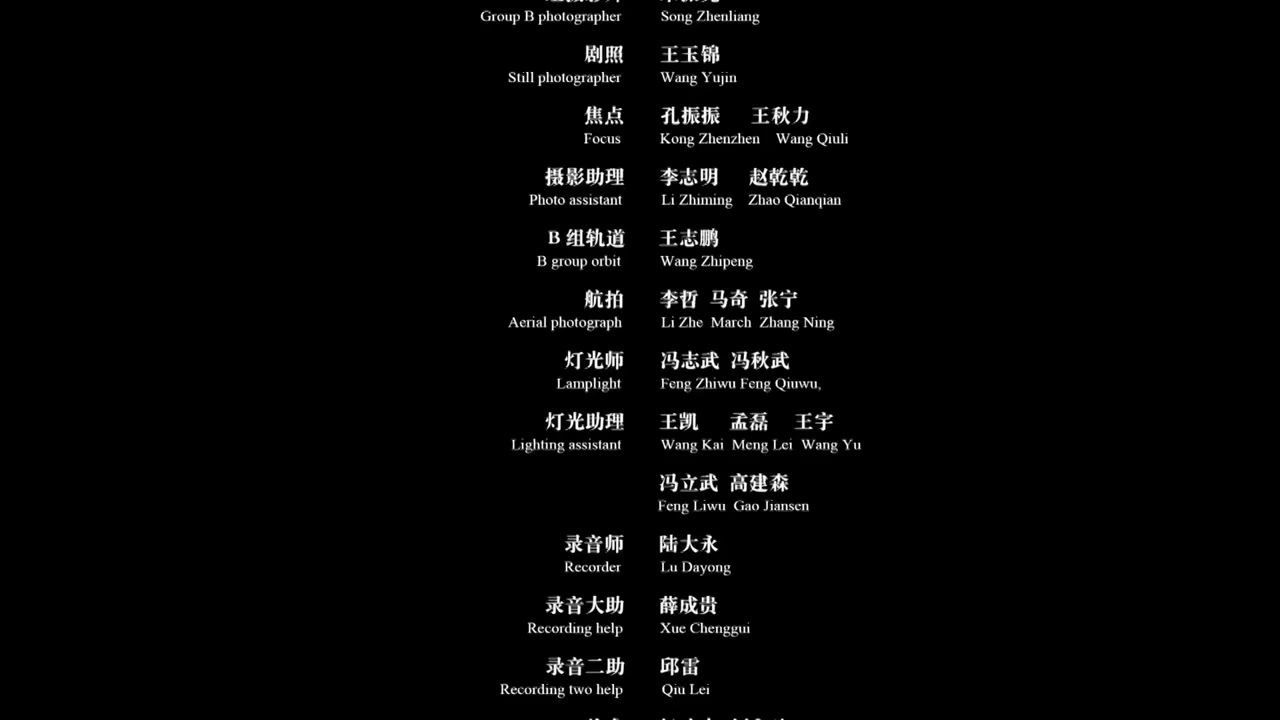 Group B photographer Song Zhenliang
剧照 王玉锦
Still photographer Wang Yujin
焦点 孔振振 王秋力
Focus Kong Zhenzhen Wang Qiuli
摄影助理 李志明 赵乾乾
Photo assistant Li Zhiming Zhao Qianqian
B 组轨道 王志鹏
B group orbit Wang Zhipeng
航拍 李哲 马奇 张宁
Aerial photograph Li Zhe March Zhang Ning
灯光师 冯志武 冯秋武
Lamplight Feng Zhiwu Feng Qiuwu,
灯光助理 王凯 孟磊 王宇
Lighting assistant Wang Kai Meng Lei Wang Yu
冯立武 高建森
Feng Liwu Gao Jiansen
录音师 陆大永
Recorder Lu Dayong
录音大助 薛成贵
Recording help Xue Chenggui
录音二助 邱雷
Recording two help Qiu Lei